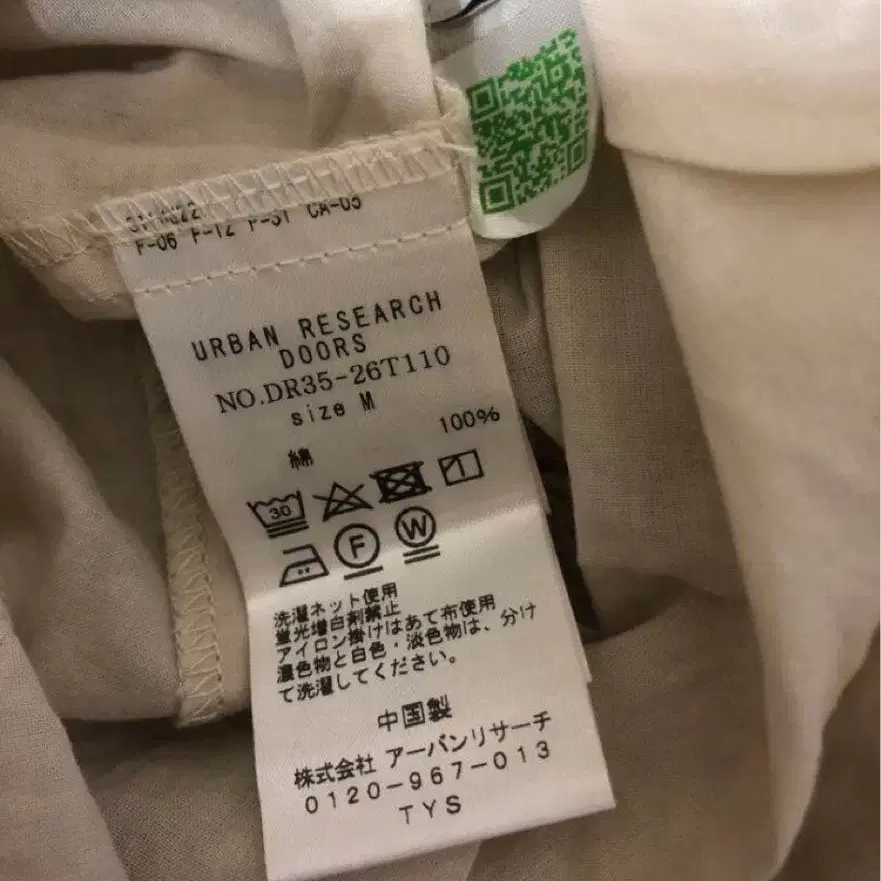 F-06 F-12 F-31 CA-03
URBAN RESEARCH
DOORS
NO.DR35-26T110
size M
綿 100%
30
F W
洗濯ネット使用
蛍光増白剤禁止
アイロン掛けはあて布使用
濃色物と白色・淡色物は、分け
て洗濯してください。
中国製
株式会社 アーバンリサーチ
0120-967-013
TYS